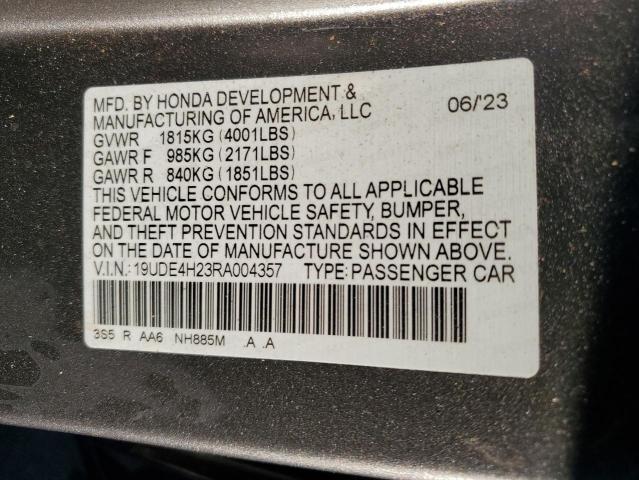 MFD. BY HONDA DEVELOPMENT & 06/'23
MANUFACTURING OF AMERICA, LLC
GVWR 1815KG (4001LBS)
GAWR F 985KG (2171LBS)
GAWR R 840KG (1851LBS)
THIS VEHICLE CONFORMS TO ALL APPLICABLE
FEDERAL MOTOR VEHICLE SAFETY, BUMPER,
AND THEFT PREVENTION STANDARDS IN EFFECT
ON THE DATE OF MANUFACTURE SHOWN ABOVE.
V.I.N.: 19UDE4H23RA004357 TYPE: PASSENGER CAR
3S5 R AA6 NH885M .A .A